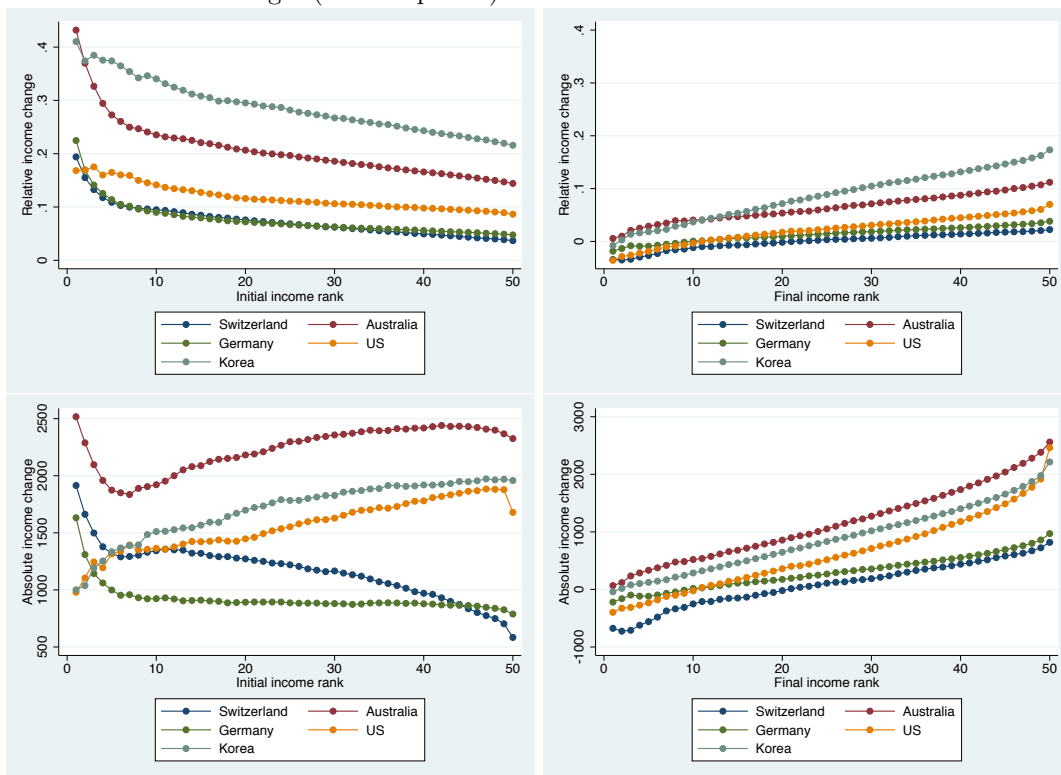 Relative income change
.4
.3
.2
.1
0
0 10 20 30 40 50
Initial income rank
Switzerland Australia
Germany US
Korea
Relative income change
.4
.3
.2
.1
0
0 10 20 30 40 50
Final income rank
Switzerland Australia
Germany US
Korea
Absolute income change
2500
2000
1500
1000
500
0 10 20 30 40 50
Initial income rank
Switzerland Australia
Germany US
Korea
Absolute income change
3000
2000
1000
0
-1000
0 10 20 30 40 50
Final income rank
Switzerland Australia
Germany US
Korea